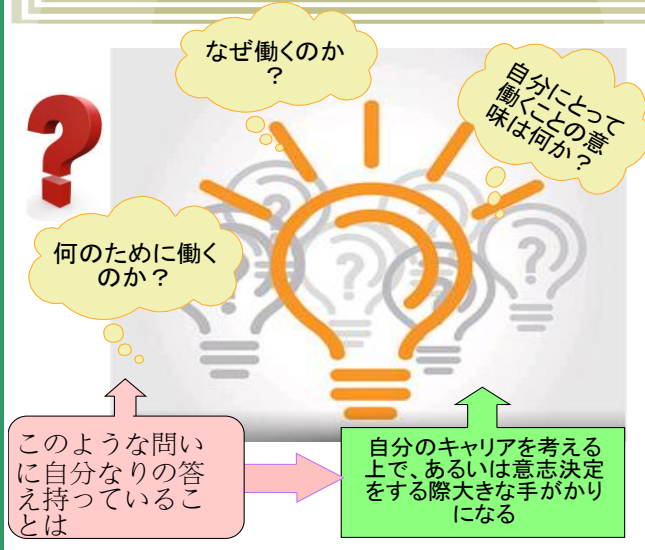 なぜ働くのか
？
自分にとって
働くことの意
味は何か？
何のために働く
のか？
このような問い
に自分なりの答
え持っているこ
とは
自分のキャリアを考える
上で、あるいは意志決定
をする際大きな手がかり
になる